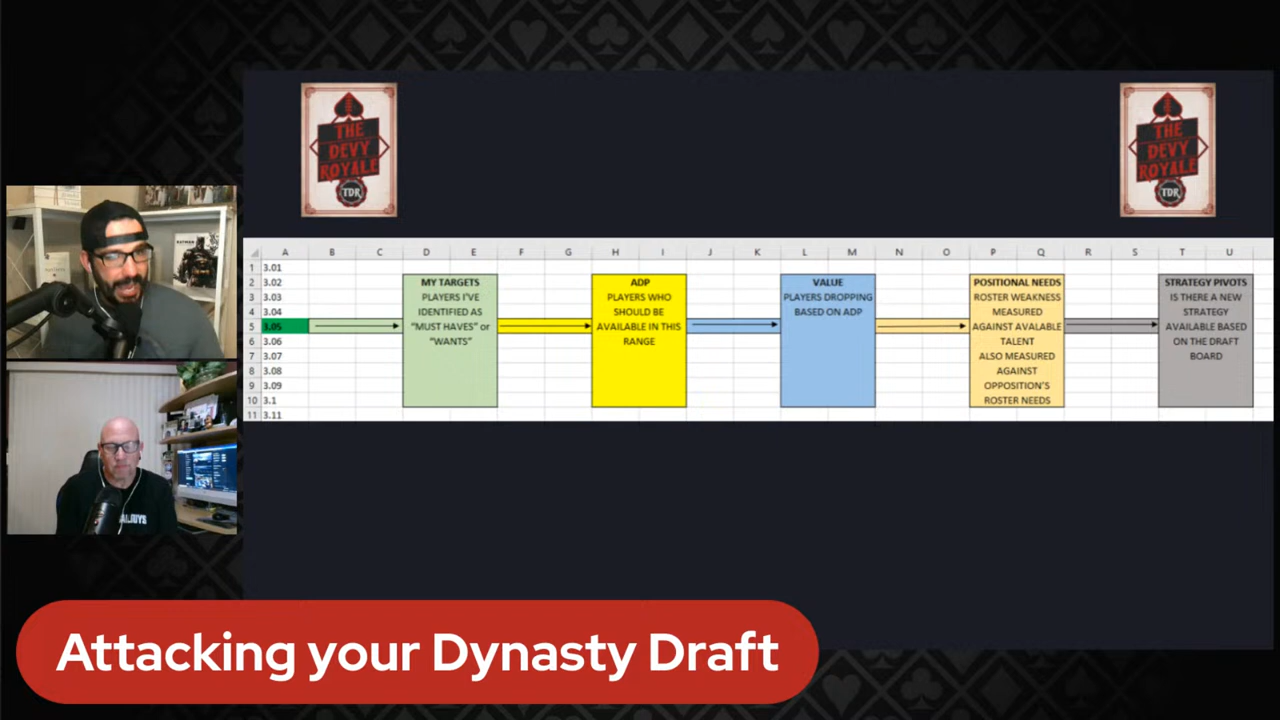 THE
DEVY
ROYALE
TDR
THE
DEVY
ROYALE
TDR
BATMAN
A B C D E F G H I J K L M N O P Q R S T U
1 3.01
2 3.02
3 3.03
4 3.04
5 3.05
6 3.06
7 3.07
8 3.08
9 3.09
10 3.1
11 3.11
MY TARGETS
PLAYERS I'VE
IDENTIFIED AS
"MUST HAVES" or
"WANTS"
ADP
PLAYERS WHO
SHOULD BE
AVAILABLE IN THIS
RANGE
VALUE
PLAYERS DROPPING
BASED ON ADP
POSITIONAL NEEDS
ROSTER WEAKNESS
MEASURED
AGAINST AVALABLE
TALENT
ALSO MEASURED
AGAINST
OPPOSITION'S
ROSTER NEEDS
STRATEGY PIVOTS
IS THERE A NEW
STRATEGY
AVAILABLE BASED
ON THE DRAFT
BOARD
Attacking your Dynasty Draft